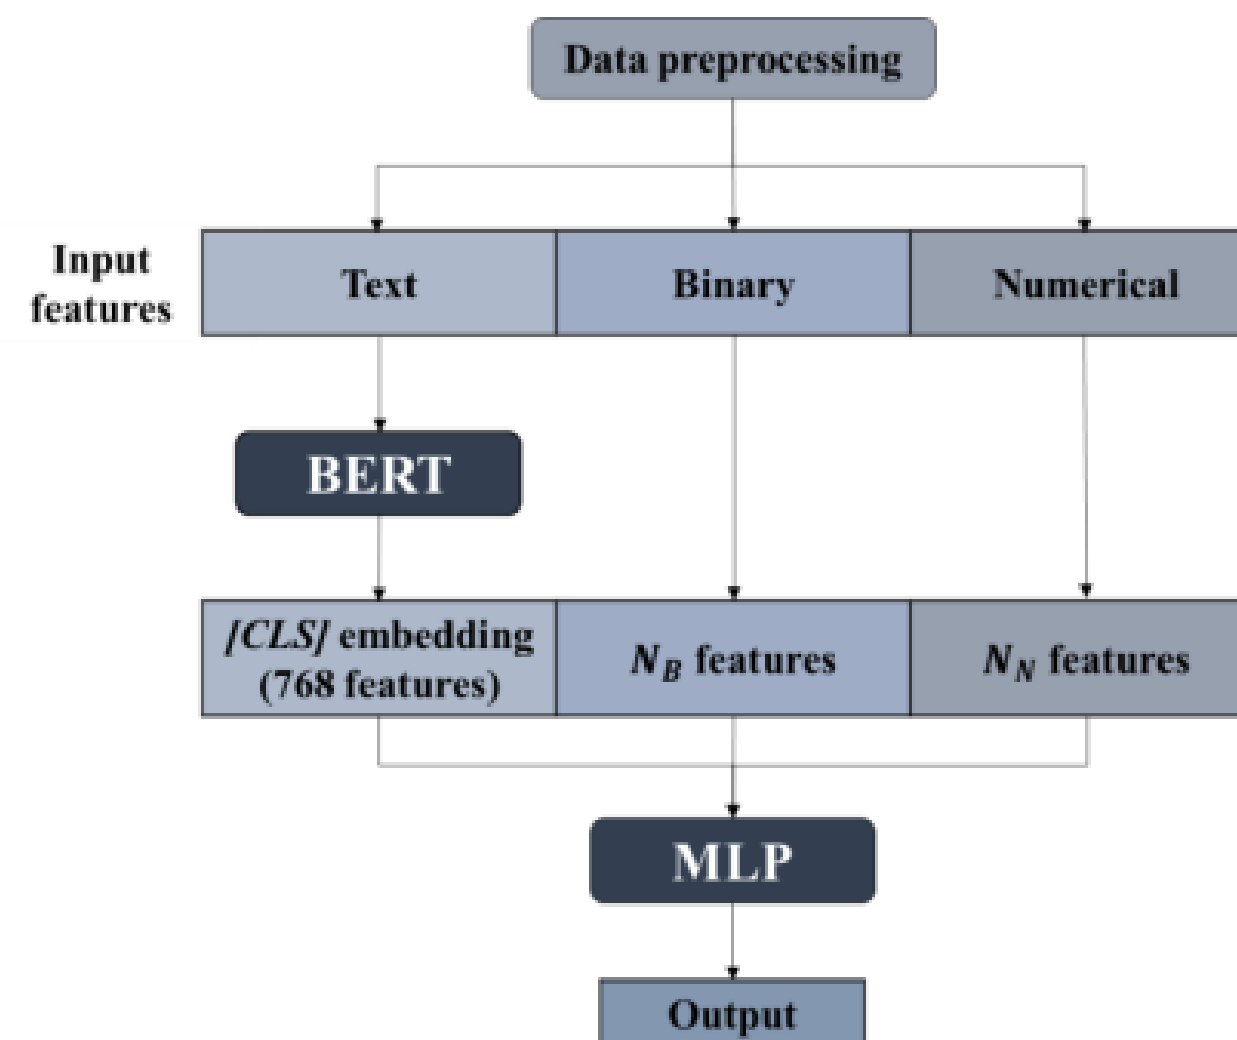 Data preprocessing
Input
features
Text
Binary
Numerical
BERT
[CLS] embedding
(768 features)
N_B features
N_N features
MLP
Output